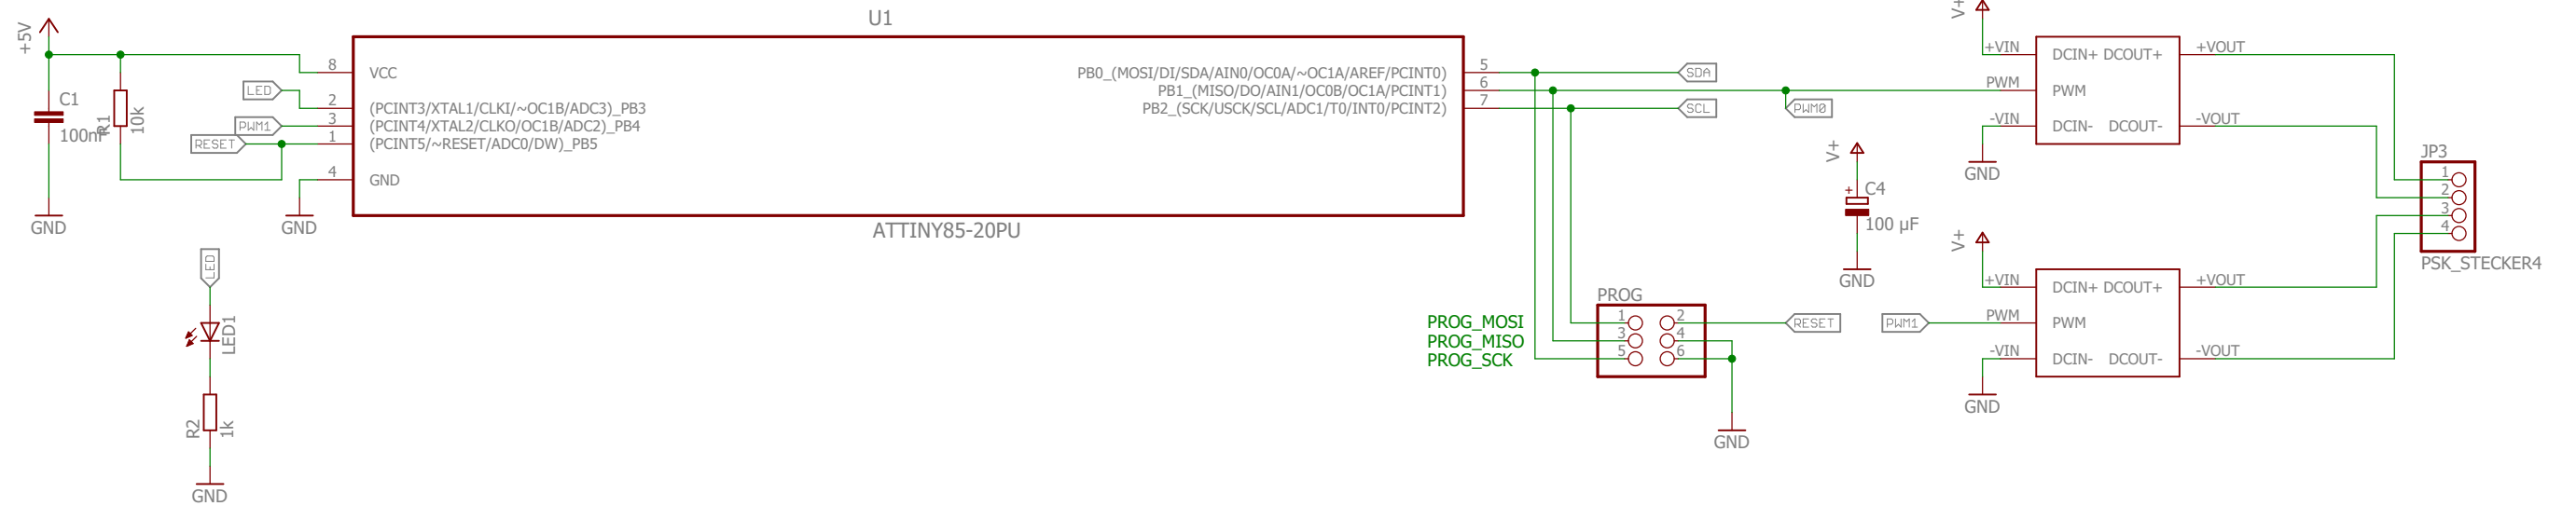 +5V
C1
100nF
R1
10k
LED
PWM1
RESET
GND
GND
U1
8
VCC
2
(PCINT3/XTAL1/CLKI/~OC1B/ADC3)_PB3
3
(PCINT4/XTAL2/CLKO/OC1B/ADC2)_PB4
1
(PCINT5/~RESET/ADC0/DW)_PB5
4
GND
PB0_(MOSI/DI/SDA/AIN0/OC0A/~OC1A/AREF/PCINT0)
5
PB1_(MISO/DO/AIN1/OC0B/OC1A/PCINT1)
6
PB2_(SCK/USCK/SCL/ADC1/T0/INT0/PCINT2)
7
ATTINY85-20PU
SDA
SCL
PWM0
LED
LED1
R2
1k
GND
PROG
PROG_MOSI
PROG_MISO
PROG_SCK
1
2
3
4
5
6
RESET
GND
V+
C4
+
100 µF
GND
V+
+VIN
DCIN+ DCOUT+
+VOUT
PWM
PWM
-VIN
DCIN- DCOUT-
-VOUT
GND
V+
+VIN
DCIN+ DCOUT+
+VOUT
PWM1
PWM
PWM
-VIN
DCIN- DCOUT-
-VOUT
GND
JP3
1
2
3
4
PSK_STECKER4